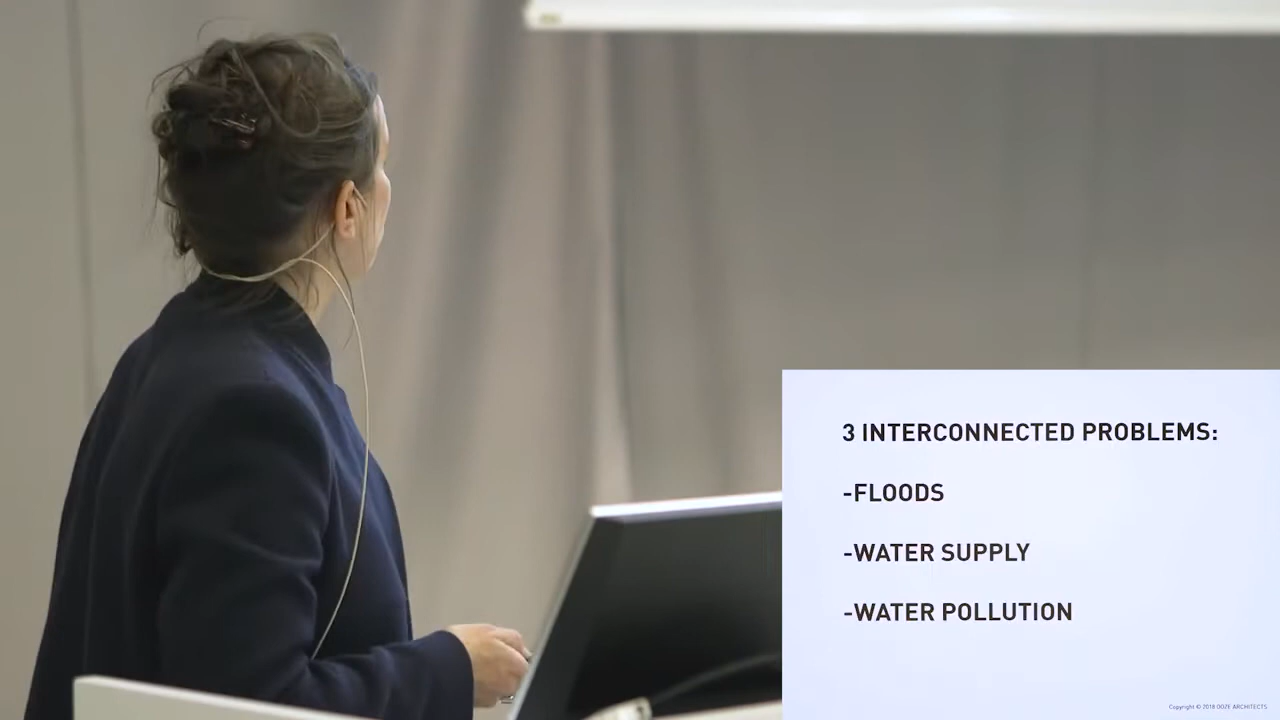 3 INTERCONNECTED PROBLEMS:
-FLOODS
-WATER SUPPLY
-WATER POLLUTION
Copyright © 2018 OOZE ARCHITECTS